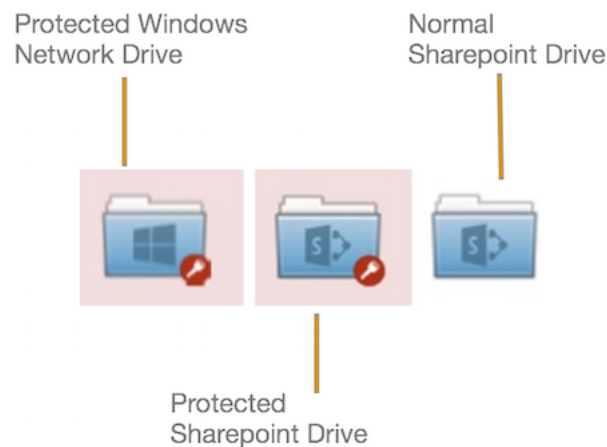 Protected Windows
Network Drive
Normal
Sharepoint Drive
S
S
Protected
Sharepoint Drive